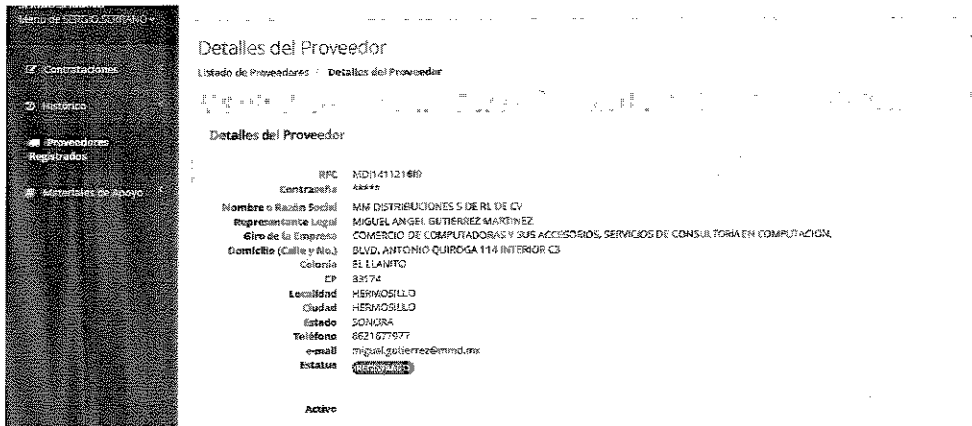 Menu de SERGIO SERRANO
Contrataciones
Histórico
Proveedores
Registrados
Materiales de Apoyo
Detalles del Proveedor
Listado de Proveedores / Detalles del Proveedor
Detalles del Proveedor
RFC
Contraseña *****
Nombre o Razón Social MM DISTRIBUCIONES S DE RL DE CV
Representante Legal MIGUEL ANGEL GUTIERREZ MARTINEZ
Giro de la Empresa COMERCIO DE COMPUTADORAS Y SUS ACCESORIOS, SERVICIOS DE CONSULTORIA EN COMPUTACION,
Domicilio (Calle y No.) BLVD. ANTONIO QUIROGA 114 INTERIOR C3
Colonia EL LLANITO
CP 83174
Localidad HERMOSILLO
Ciudad HERMOSILLO
Estado SONORA
Teléfono 6621677977
e-mail miguel.gutierrez@mmd.mx
Estatus REGISTRADO
Activo